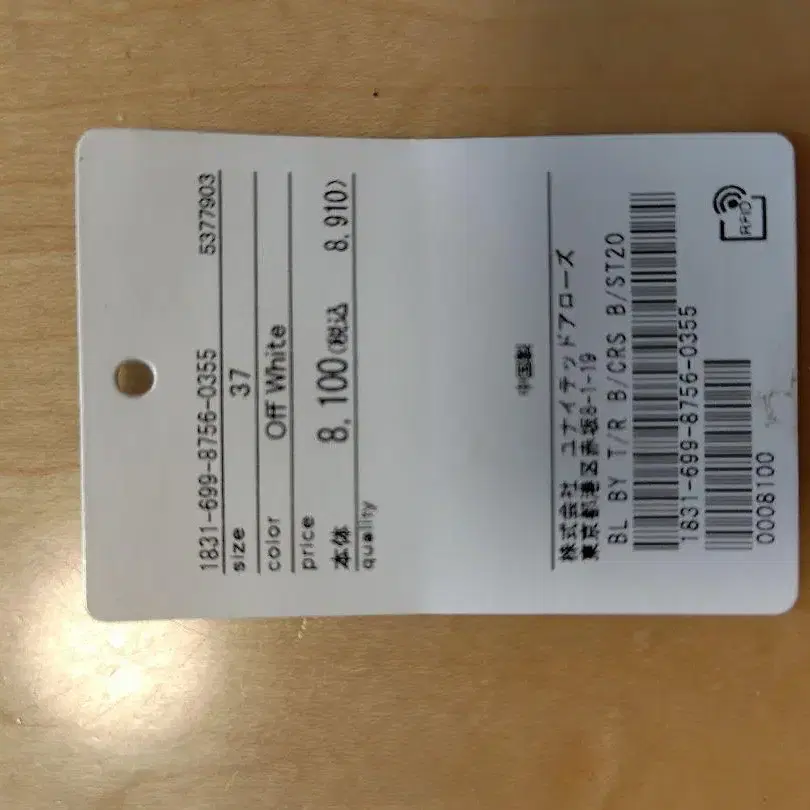 1831-699-8756-0355 5377903
size 37
color Off White
price
本体 8,100(税込 8,910)
quality
中国製
株式会社 ユナイテッドアローズ
東京都港区赤坂8-1-19
BL BY T/R B/CRS B/ST20
1831-699-8756-0355
0008100
RFID